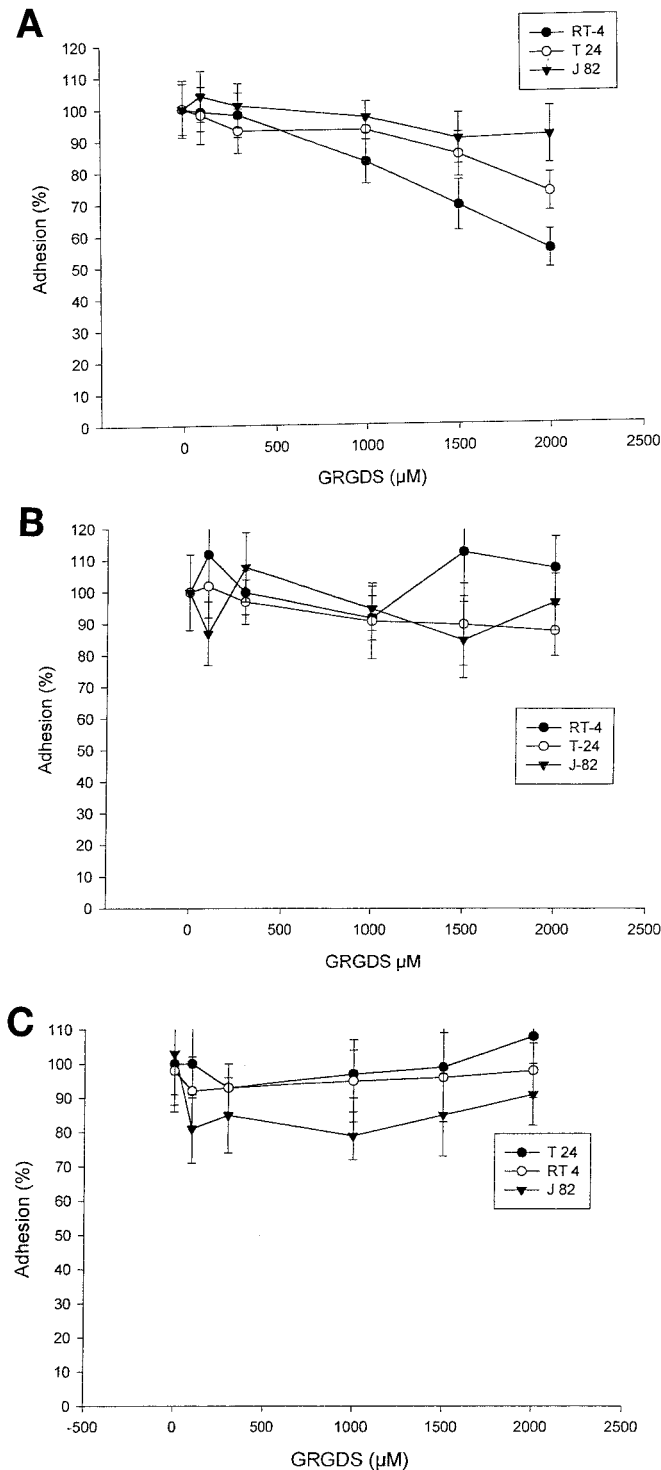 A
RT-4
T 24
J 82
120
110
100
90
80
70
60
50
40
30
20
10
0
Adhesion (%)
0 500 1000 1500 2000 2500
GRGDS (µM)
B
120
110
100
90
80
70
60
50
40
30
20
10
0
Adhesion (%)
RT-4
T-24
J-82
0 500 1000 1500 2000 2500
GRGDS µM
C
110
100
90
80
70
60
50
40
30
20
10
0
Adhesion (%)
T 24
RT 4
J 82
-500 0 500 1000 1500 2000 2500
GRGDS (µM)